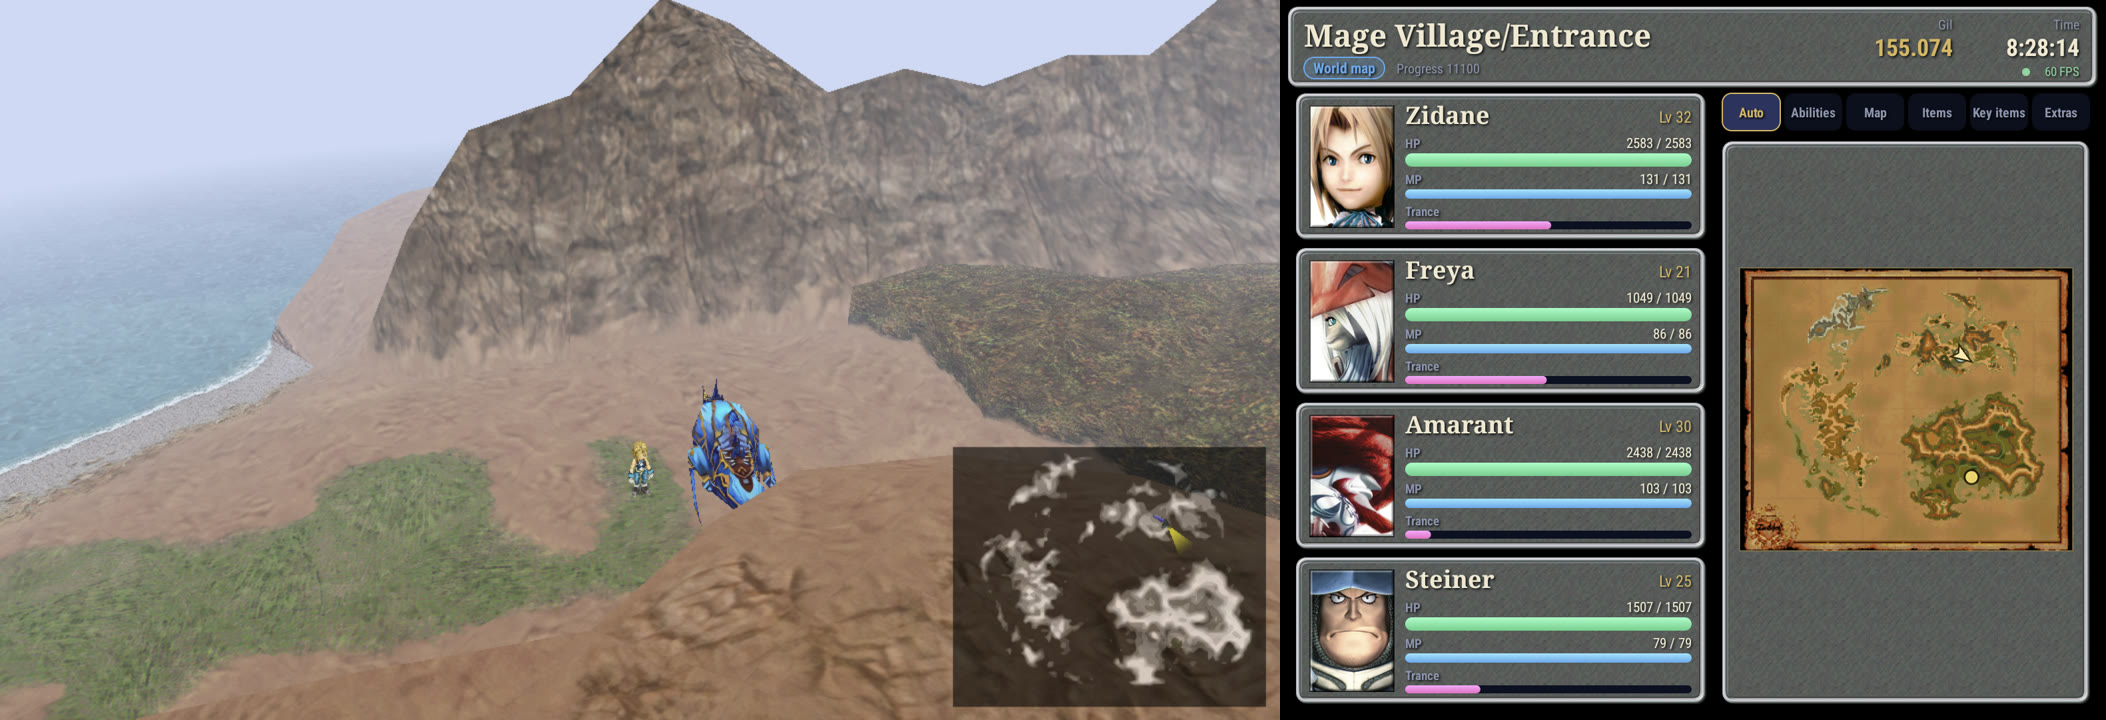 Mage Village/Entrance
World map
Progress 11100
Gil
155.074
Time
8:28:14
60 FPS
Zidane
Lv 32
HP
2583 / 2583
MP
131 / 131
Trance
Freya
Lv 21
HP
1049 / 1049
MP
86 / 86
Trance
Amarant
Lv 30
HP
2438 / 2438
MP
103 / 103
Trance
Steiner
Lv 25
HP
1507 / 1507
MP
79 / 79
Trance
Auto
Abilities
Map
Items
Key items
Extras